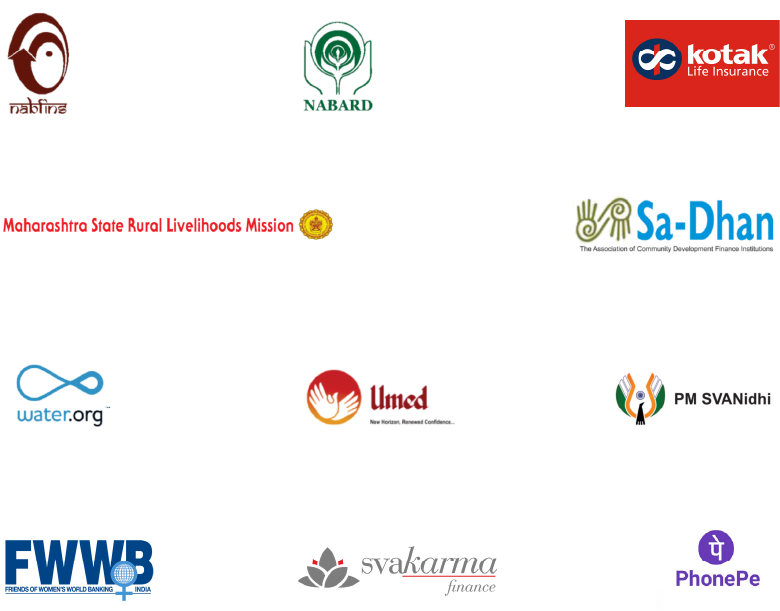 nabfins
NABARD
kotak®
Life Insurance
Maharashtra State Rural Livelihoods Mission
Sa-Dhan
The Association of Community Development Finance Institutions
water.org™
Umed
New Horizon, Renewed Confidence...
PM SVANidhi
FWWB
FRIENDS OF WOMEN'S WORLD BANKING INDIA
svakarma
finance
पे
PhonePe